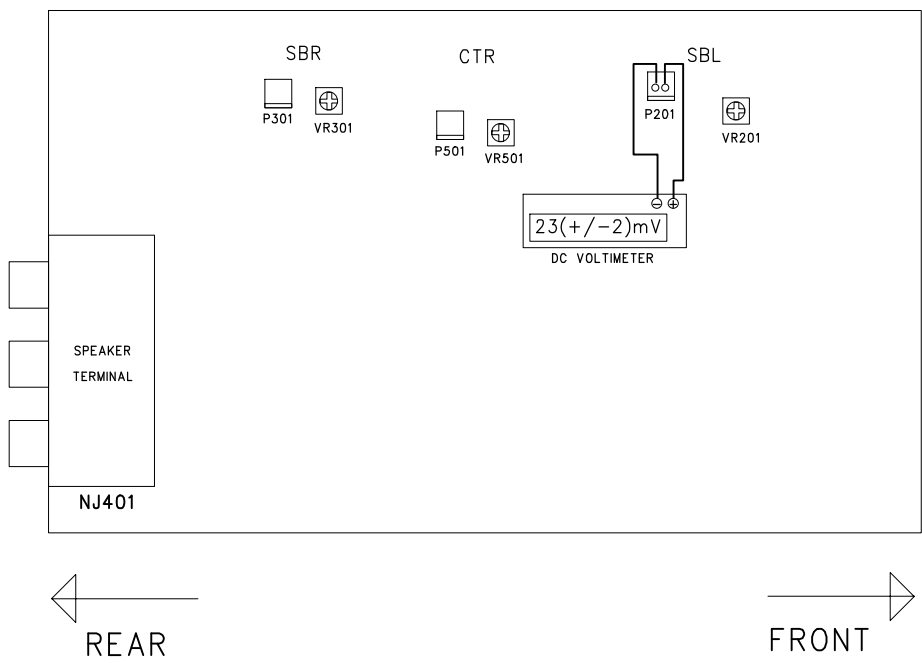 SBR
CTR
SBL
P301
VR301
P501
VR501
P201
VR201
23(+/-2)mV
DC VOLTIMETER
SPEAKER
TERMINAL
NJ401
REAR
FRONT